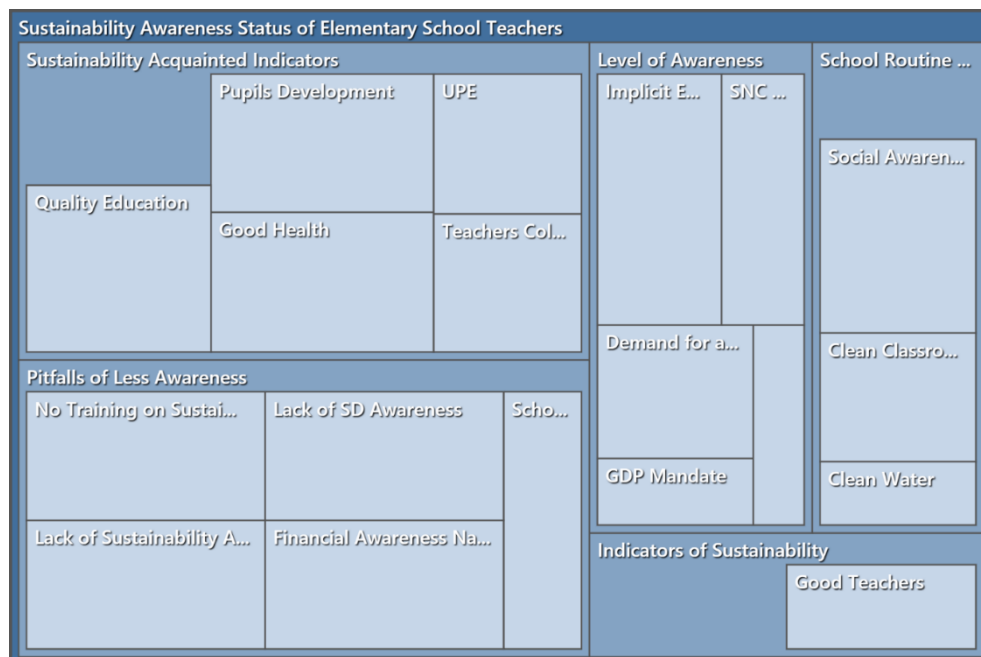 Sustainability Awareness Status of Elementary School Teachers
Sustainability Acquainted Indicators
Pupils Development
UPE
Quality Education
Good Health
Teachers Col...
Pitfalls of Less Awareness
No Training on Sustai...
Lack of SD Awareness
Scho...
Lack of Sustainability A...
Financial Awareness Na...
Level of Awareness
Implicit E...
SNC ...
Demand for a...
GDP Mandate
School Routine ...
Social Awaren...
Clean Classro...
Clean Water
Indicators of Sustainability
Good Teachers